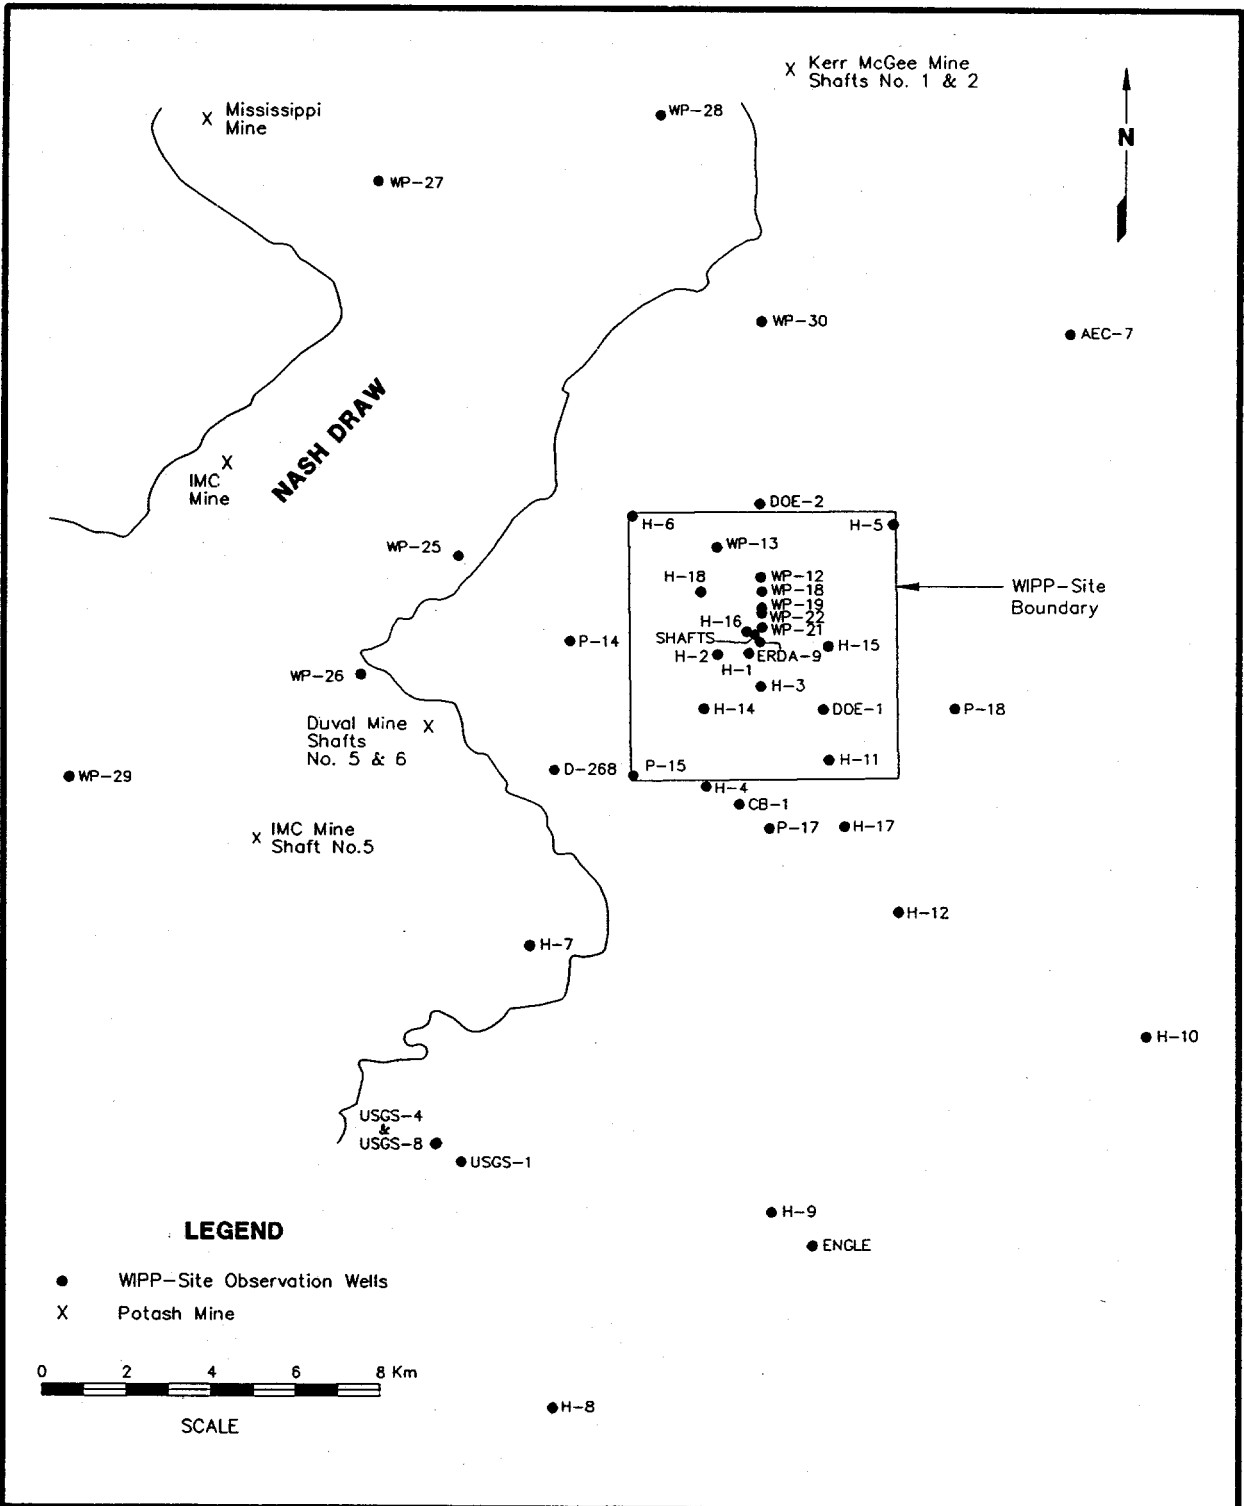 Kerr McGee Mine
Shafts No. 1 & 2
Mississippi
Mine
WP-28
N
WP-27
WP-30
AEC-7
NASH DRAW
IMC
Mine
DOE-2
H-6
H-5
WP-25
WP-13
H-18
WP-12
WP-18
WIPP-Site
Boundary
WP-19
WP-22
H-16
WP-21
SHAFTS
P-14
H-15
H-2
ERDA-9
H-1
WP-26
H-3
H-14
DOE-1
P-18
Duval Mine
Shafts
No. 5 & 6
H-11
WP-29
D-268
P-15
H-4
CB-1
IMC Mine
Shaft No.5
P-17
H-17
H-12
H-7
H-10
USGS-4
&
USGS-8
USGS-1
H-9
ENGLE
LEGEND
WIPP-Site Observation Wells
X Potash Mine
0 2 4 6 8 Km
SCALE
H-8